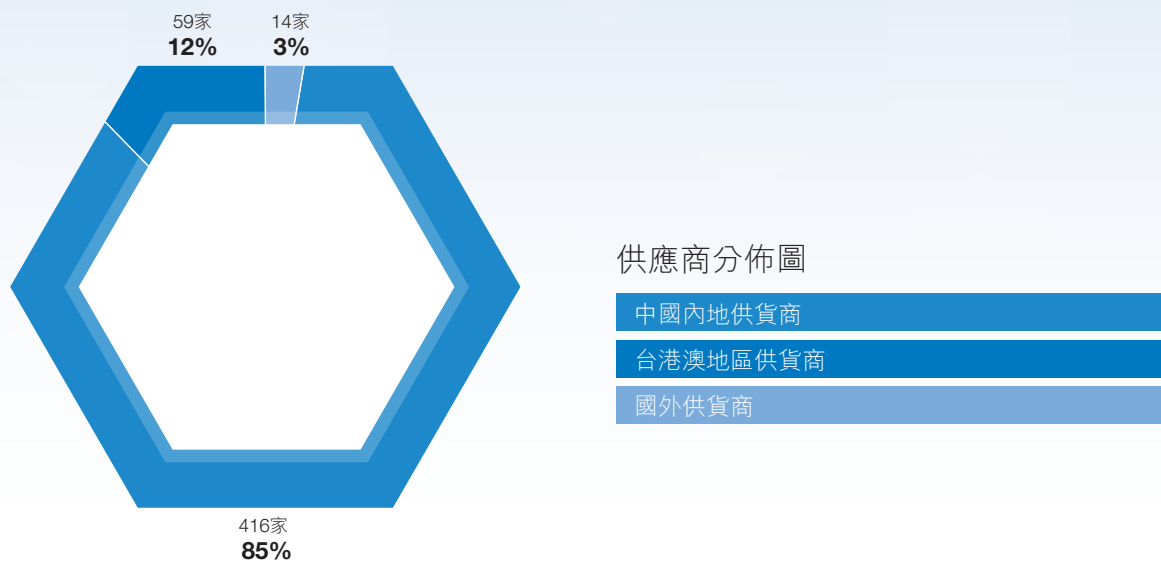 59家
12%
14家
3%
供應商分佈圖
中國內地供貨商
台港澳地區供貨商
國外供貨商
416家
85%